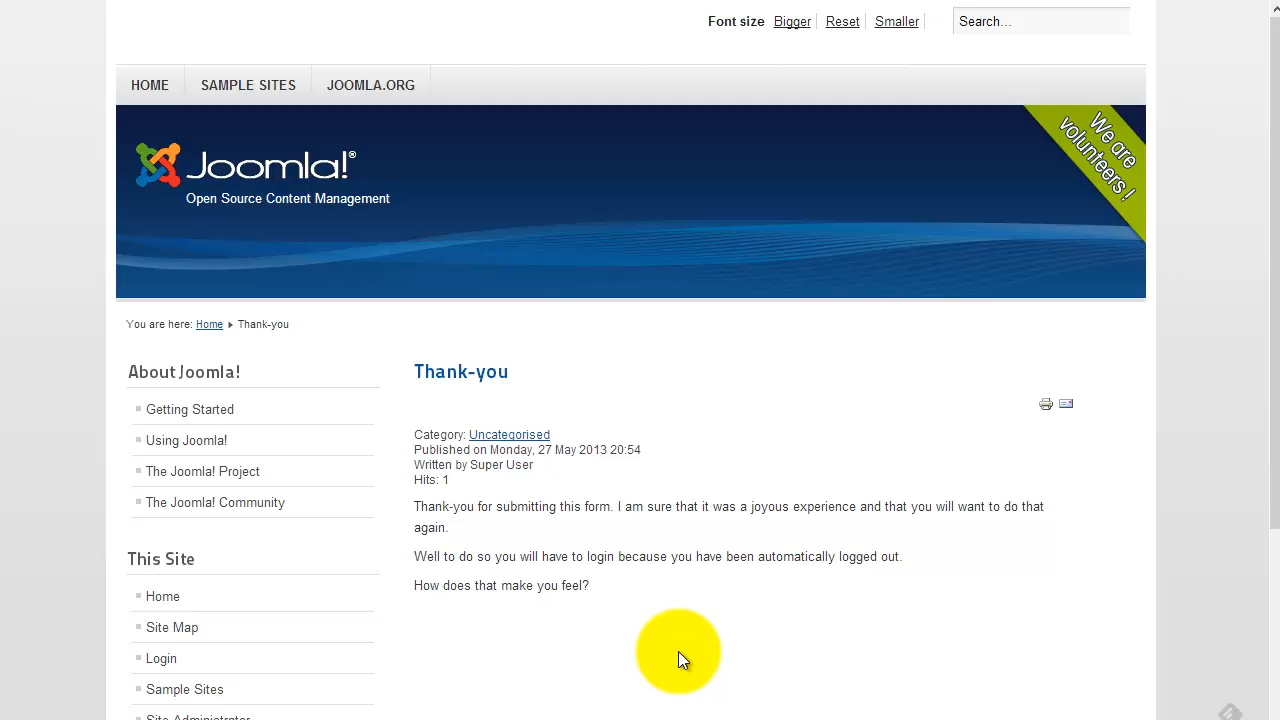 Font size Bigger Reset Smaller Search...
HOME SAMPLE SITES JOOMLA.ORG
We are
volunteers !
Joomla!®
Open Source Content Management
You are here: Home Thank-you
About Joomla!
Getting Started
Using Joomla!
The Joomla! Project
The Joomla! Community
This Site
Home
Site Map
Login
Sample Sites
Site Administrator
Thank-you
Category: Uncategorised
Published on Monday, 27 May 2013 20:54
Written by Super User
Hits: 1
Thank-you for submitting this form. I am sure that it was a joyous experience and that you will want to do that
again.
Well to do so you will have to login because you have been automatically logged out.
How does that make you feel?